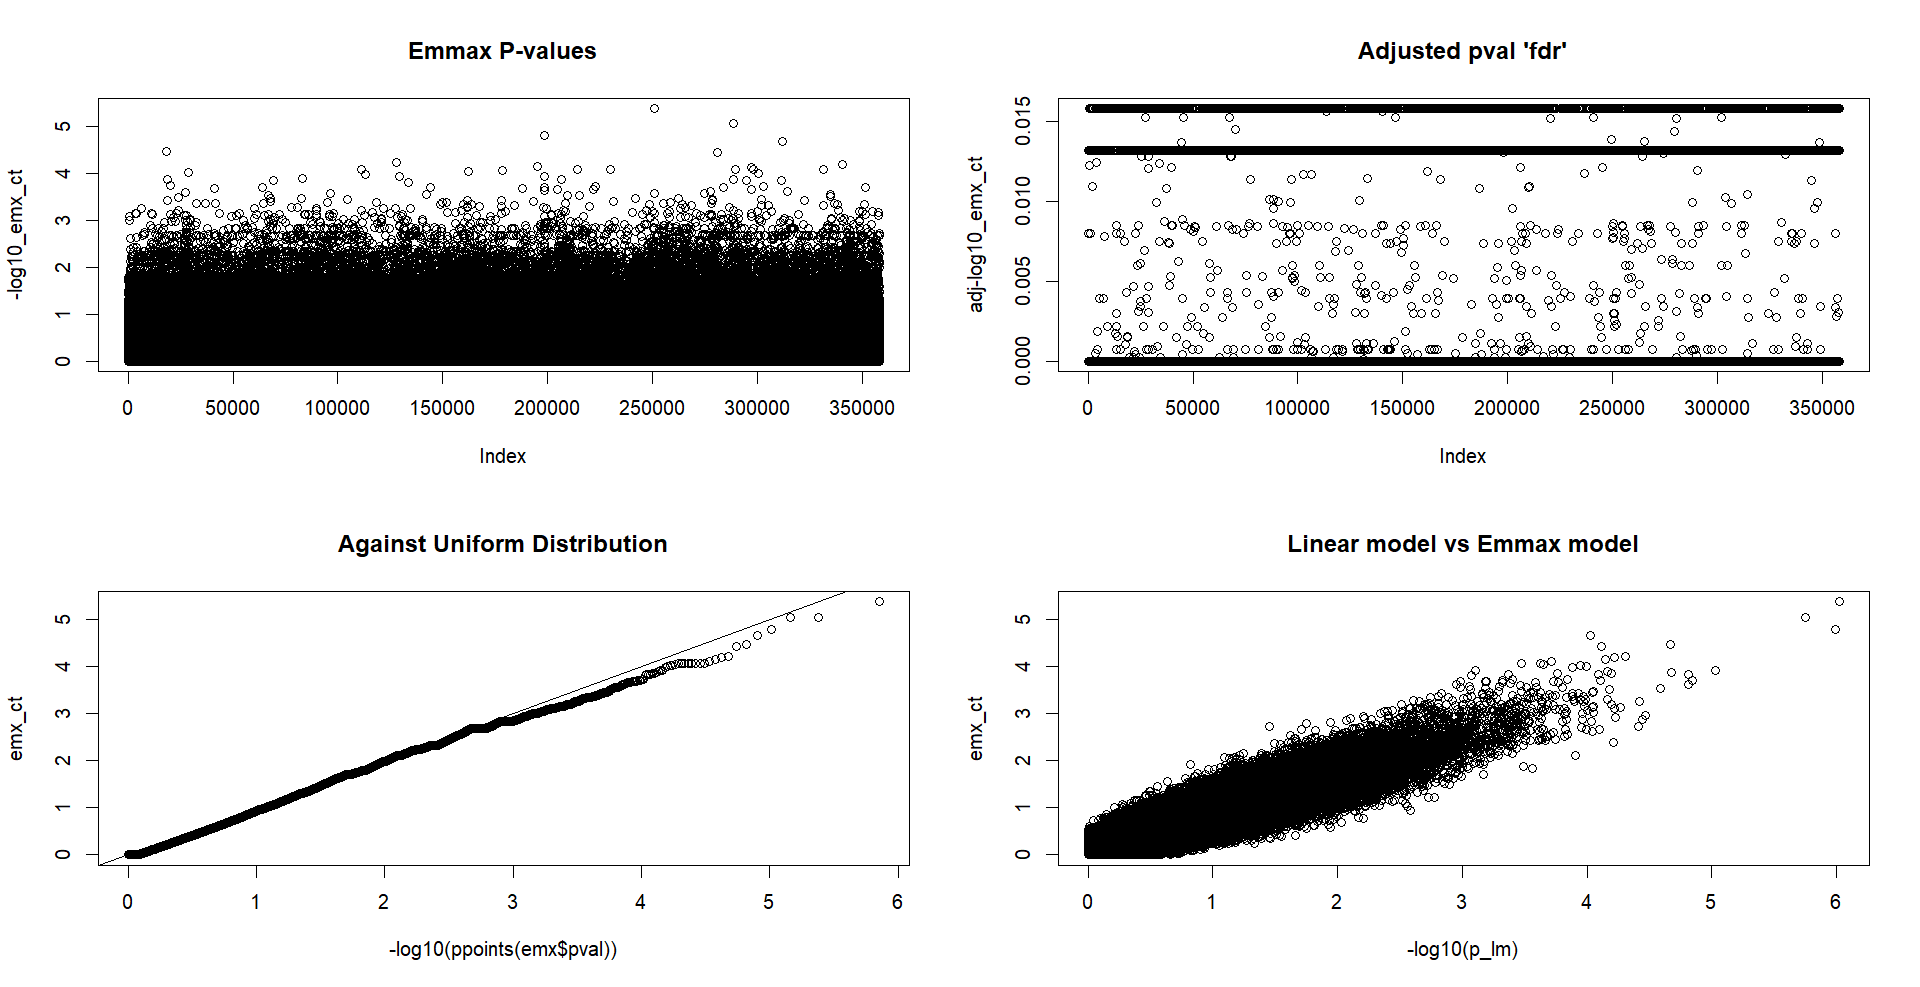 Emmax P-values
-log10_emx_ct
5
4
3
2
1
0
0 50000 100000 150000 200000 250000 300000 350000
Index
Adjusted pval 'fdr'
adj-log10_emx_ct
0.015
0.010
0.005
0.000
0 50000 100000 150000 200000 250000 300000 350000
Index
Against Uniform Distribution
emx_ct
5
4
3
2
1
0
0 1 2 3 4 5 6
-log10(ppoints(emx$pval))
Linear model vs Emmax model
emx_ct
5
4
3
2
1
0
0 1 2 3 4 5 6
-log10(p_lm)